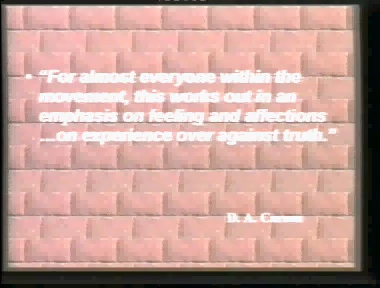 • “For almost everyone within the
movement, this works out in an
emphasis on feeling and affections
...on experience over against truth.”
D. A. Carson